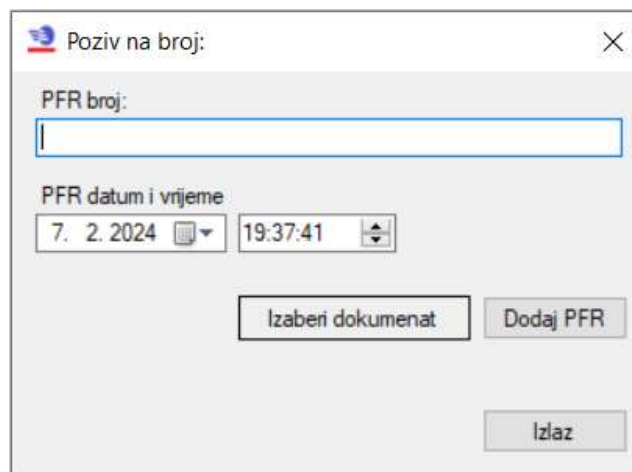 Poziv na broj:
PFR broj:
PFR datum i vrijeme
7. 2. 2024 19:37:41
Izaberi dokumenat Dodaj PFR
Izlaz